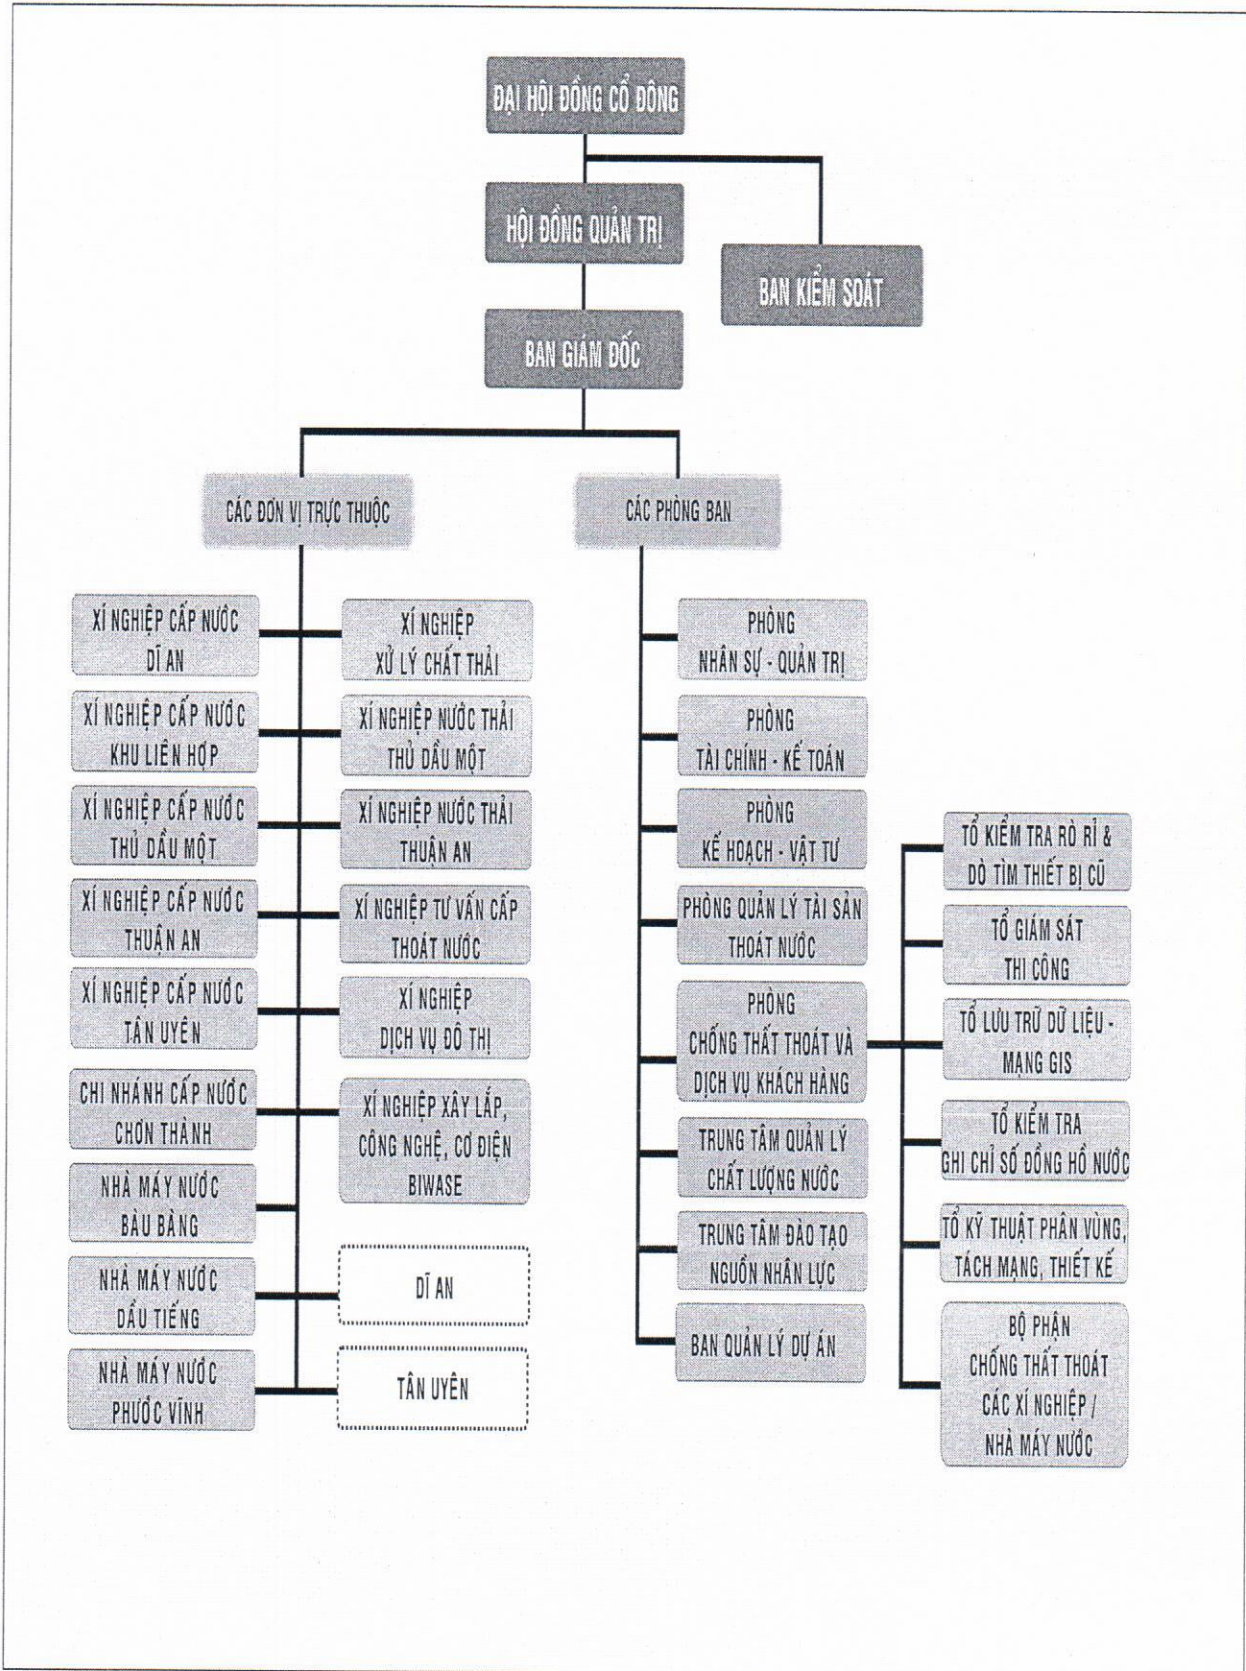 ĐẠI HỘI ĐỒNG CỔ ĐÔNG
HỘI ĐỒNG QUẢN TRỊ
BAN KIỂM SOÁT
BAN GIÁM ĐỐC
CÁC ĐƠN VỊ TRỰC THUỘC
XÍ NGHIỆP CẤP NƯỚC
DĨ AN
XÍ NGHIỆP CẤP NƯỚC
KHU LIÊN HỢP
XÍ NGHIỆP CẤP NƯỚC
THỦ DẦU MỘT
XÍ NGHIỆP CẤP NƯỚC
THUẬN AN
XÍ NGHIỆP CẤP NƯỚC
TÂN UYÊN
CHI NHÁNH CẤP NƯỚC
CHƠN THÀNH
NHÀ MÁY NƯỚC
BÀU BÀNG
NHÀ MÁY NƯỚC
DẦU TIẾNG
NHÀ MÁY NƯỚC
PHƯỚC VĨNH
XÍ NGHIỆP
XỬ LÝ CHẤT THẢI
XÍ NGHIỆP NƯỚC THẢI
THỦ DẦU MỘT
XÍ NGHIỆP NƯỚC THẢI
THUẬN AN
XÍ NGHIỆP TƯ VẤN CẤP
THOÁT NƯỚC
XÍ NGHIỆP
DỊCH VỤ ĐÔ THỊ
XÍ NGHIỆP XÂY LẮP,
CÔNG NGHỆ, CƠ ĐIỆN
BIWASE
DĨ AN
TÂN UYÊN
CÁC PHÒNG BAN
PHÒNG
NHÂN SỰ - QUẢN TRỊ
PHÒNG
TÀI CHÍNH - KẾ TOÁN
PHÒNG
KẾ HOẠCH - VẬT TƯ
PHÒNG QUẢN LÝ TÀI SẢN
THOÁT NƯỚC
PHÒNG
CHỐNG THẤT THOÁT VÀ
DỊCH VỤ KHÁCH HÀNG
TRUNG TÂM QUẢN LÝ
CHẤT LƯỢNG NƯỚC
TRUNG TÂM ĐÀO TẠO
NGUỒN NHÂN LỰC
BAN QUẢN LÝ DỰ ÁN
TỔ KIỂM TRA RÒ RỈ &
DÒ TÌM THIẾT BỊ CŨ
TỔ GIÁM SÁT
THI CÔNG
TỔ LƯU TRỮ DỮ LIỆU -
MẠNG GIS
TỔ KIỂM TRA
GHI CHỈ SỐ ĐỒNG HỒ NƯỚC
TỔ KỸ THUẬT PHÂN VÙNG,
TÁCH MẠNG, THIẾT KẾ
BỘ PHẬN
CHỐNG THẤT THOÁT
CÁC XÍ NGHIỆP /
NHÀ MÁY NƯỚC